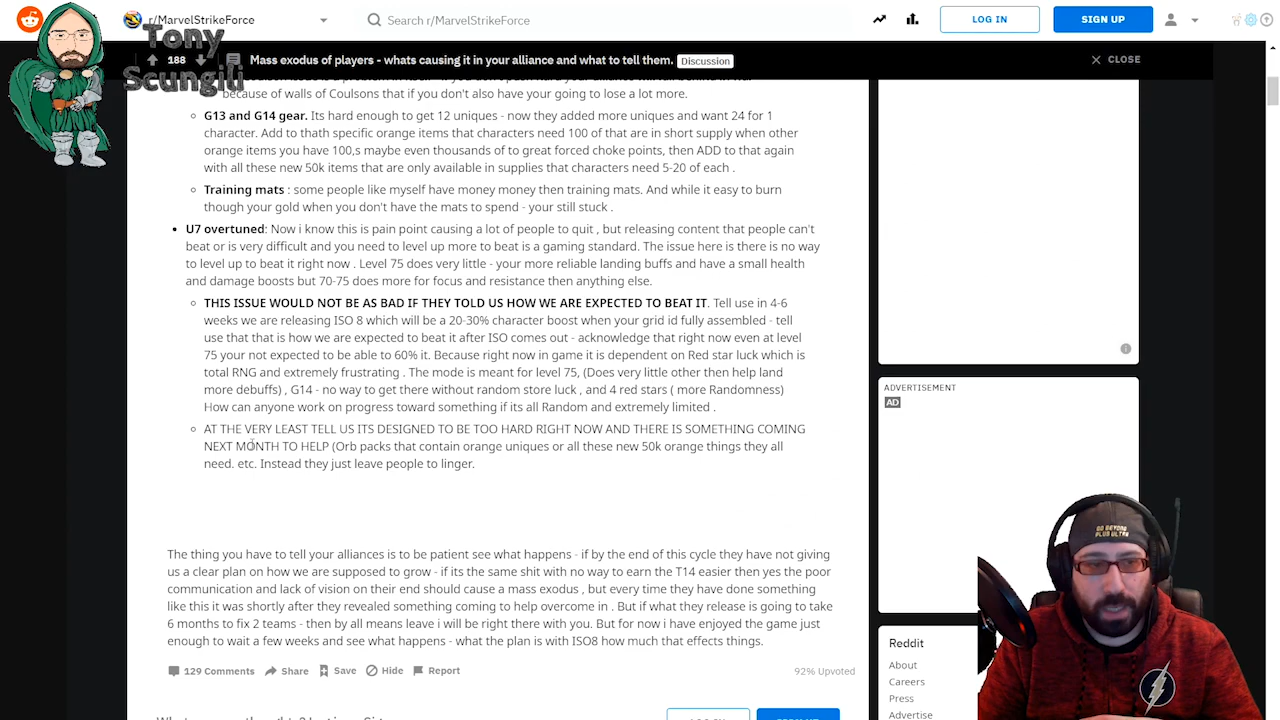 r/MarvelStrikeForce
Search r/MarvelStrikeForce
LOG IN
SIGN UP
Tony
Scungili
188
Mass exodus of players - whats causing it in your alliance and what to tell them.
Discussion
CLOSE
because of walls of Coulsons that if you don't also have your going to lose a lot more.
G13 and G14 gear. Its hard enough to get 12 uniques - now they added more uniques and want 24 for 1
character. Add to thath specific orange items that characters need 100 of that are in short supply when other
orange items you have 100,s maybe even thousands of to great forced choke points, then ADD to that again
with all these new 50k items that are only available in supplies that characters need 5-20 of each .
Training mats : some people like myself have money money then training mats. And while it easy to burn
though your gold when you don't have the mats to spend - your still stuck .
U7 overtuned: Now i know this is pain point causing a lot of people to quit , but releasing content that people can't
beat or is very difficult and you need to level up more to beat is a gaming standard. The issue here is there is no way
to level up to beat it right now . Level 75 does very little - your more reliable landing buffs and have a small health
and damage boosts but 70-75 does more for focus and resistance then anything else.
THIS ISSUE WOULD NOT BE AS BAD IF THEY TOLD US HOW WE ARE EXPECTED TO BEAT IT. Tell use in 4-6
weeks we are releasing ISO 8 which will be a 20-30% character boost when your grid id fully assembled - tell
use that that is how we are expected to beat it after ISO comes out - acknowledge that right now even at level
75 your not expected to be able to 60% it. Because right now in game it is dependent on Red star luck which is
total RNG and extremely frustrating . The mode is meant for level 75, (Does very little other then help land
more debuffs) , G14 - no way to get there without random store luck , and 4 red stars ( more Randomness)
How can anyone work on progress toward something if its all Random and extremely limited .
AT THE VERY LEAST TELL US ITS DESIGNED TO BE TOO HARD RIGHT NOW AND THERE IS SOMETHING COMING
NEXT MONTH TO HELP (Orb packs that contain orange uniques or all these new 50k orange things they all
need. etc. Instead they just leave people to linger.
The thing you have to tell your alliances is to be patient see what happens - if by the end of this cycle they have not giving
us a clear plan on how we are supposed to grow - if its the same shit with no way to earn the T14 easier then yes the poor
communication and lack of vision on their end should cause a mass exodus , but every time they have done something
like this it was shortly after they revealed something coming to help overcome in . But if what they release is going to take
6 months to fix 2 teams - then by all means leave i will be right there with you. But for now i have enjoyed the game just
enough to wait a few weeks and see what happens - what the plan is with ISO8 how much that effects things.
129 Comments
Share
Save
Hide
Report
92% Upvoted
ADVERTISEMENT
AD
GO BEYOND
PLUS ULTRA
Reddit
About
Careers
Press
Advertise